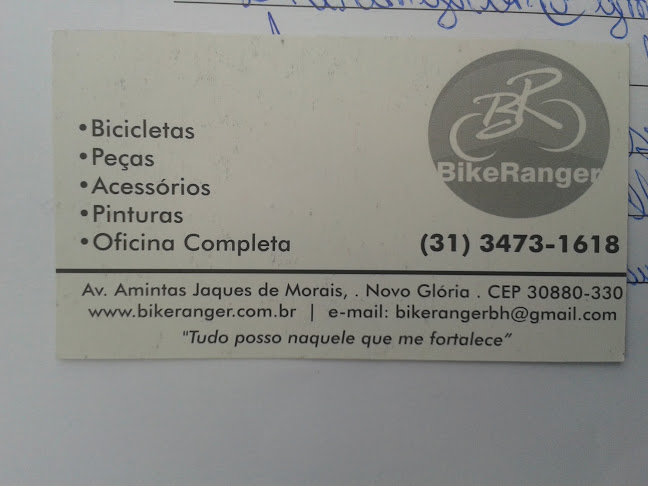 BR
BikeRanger
•Bicicletas
•Peças
•Acessórios
•Pinturas
•Oficina Completa
(31) 3473-1618
Av. Amintas Jaques de Morais, . Novo Glória . CEP 30880-330
www.bikeranger.com.br | e-mail: bikerangerbh@gmail.com
"Tudo posso naquele que me fortalece”